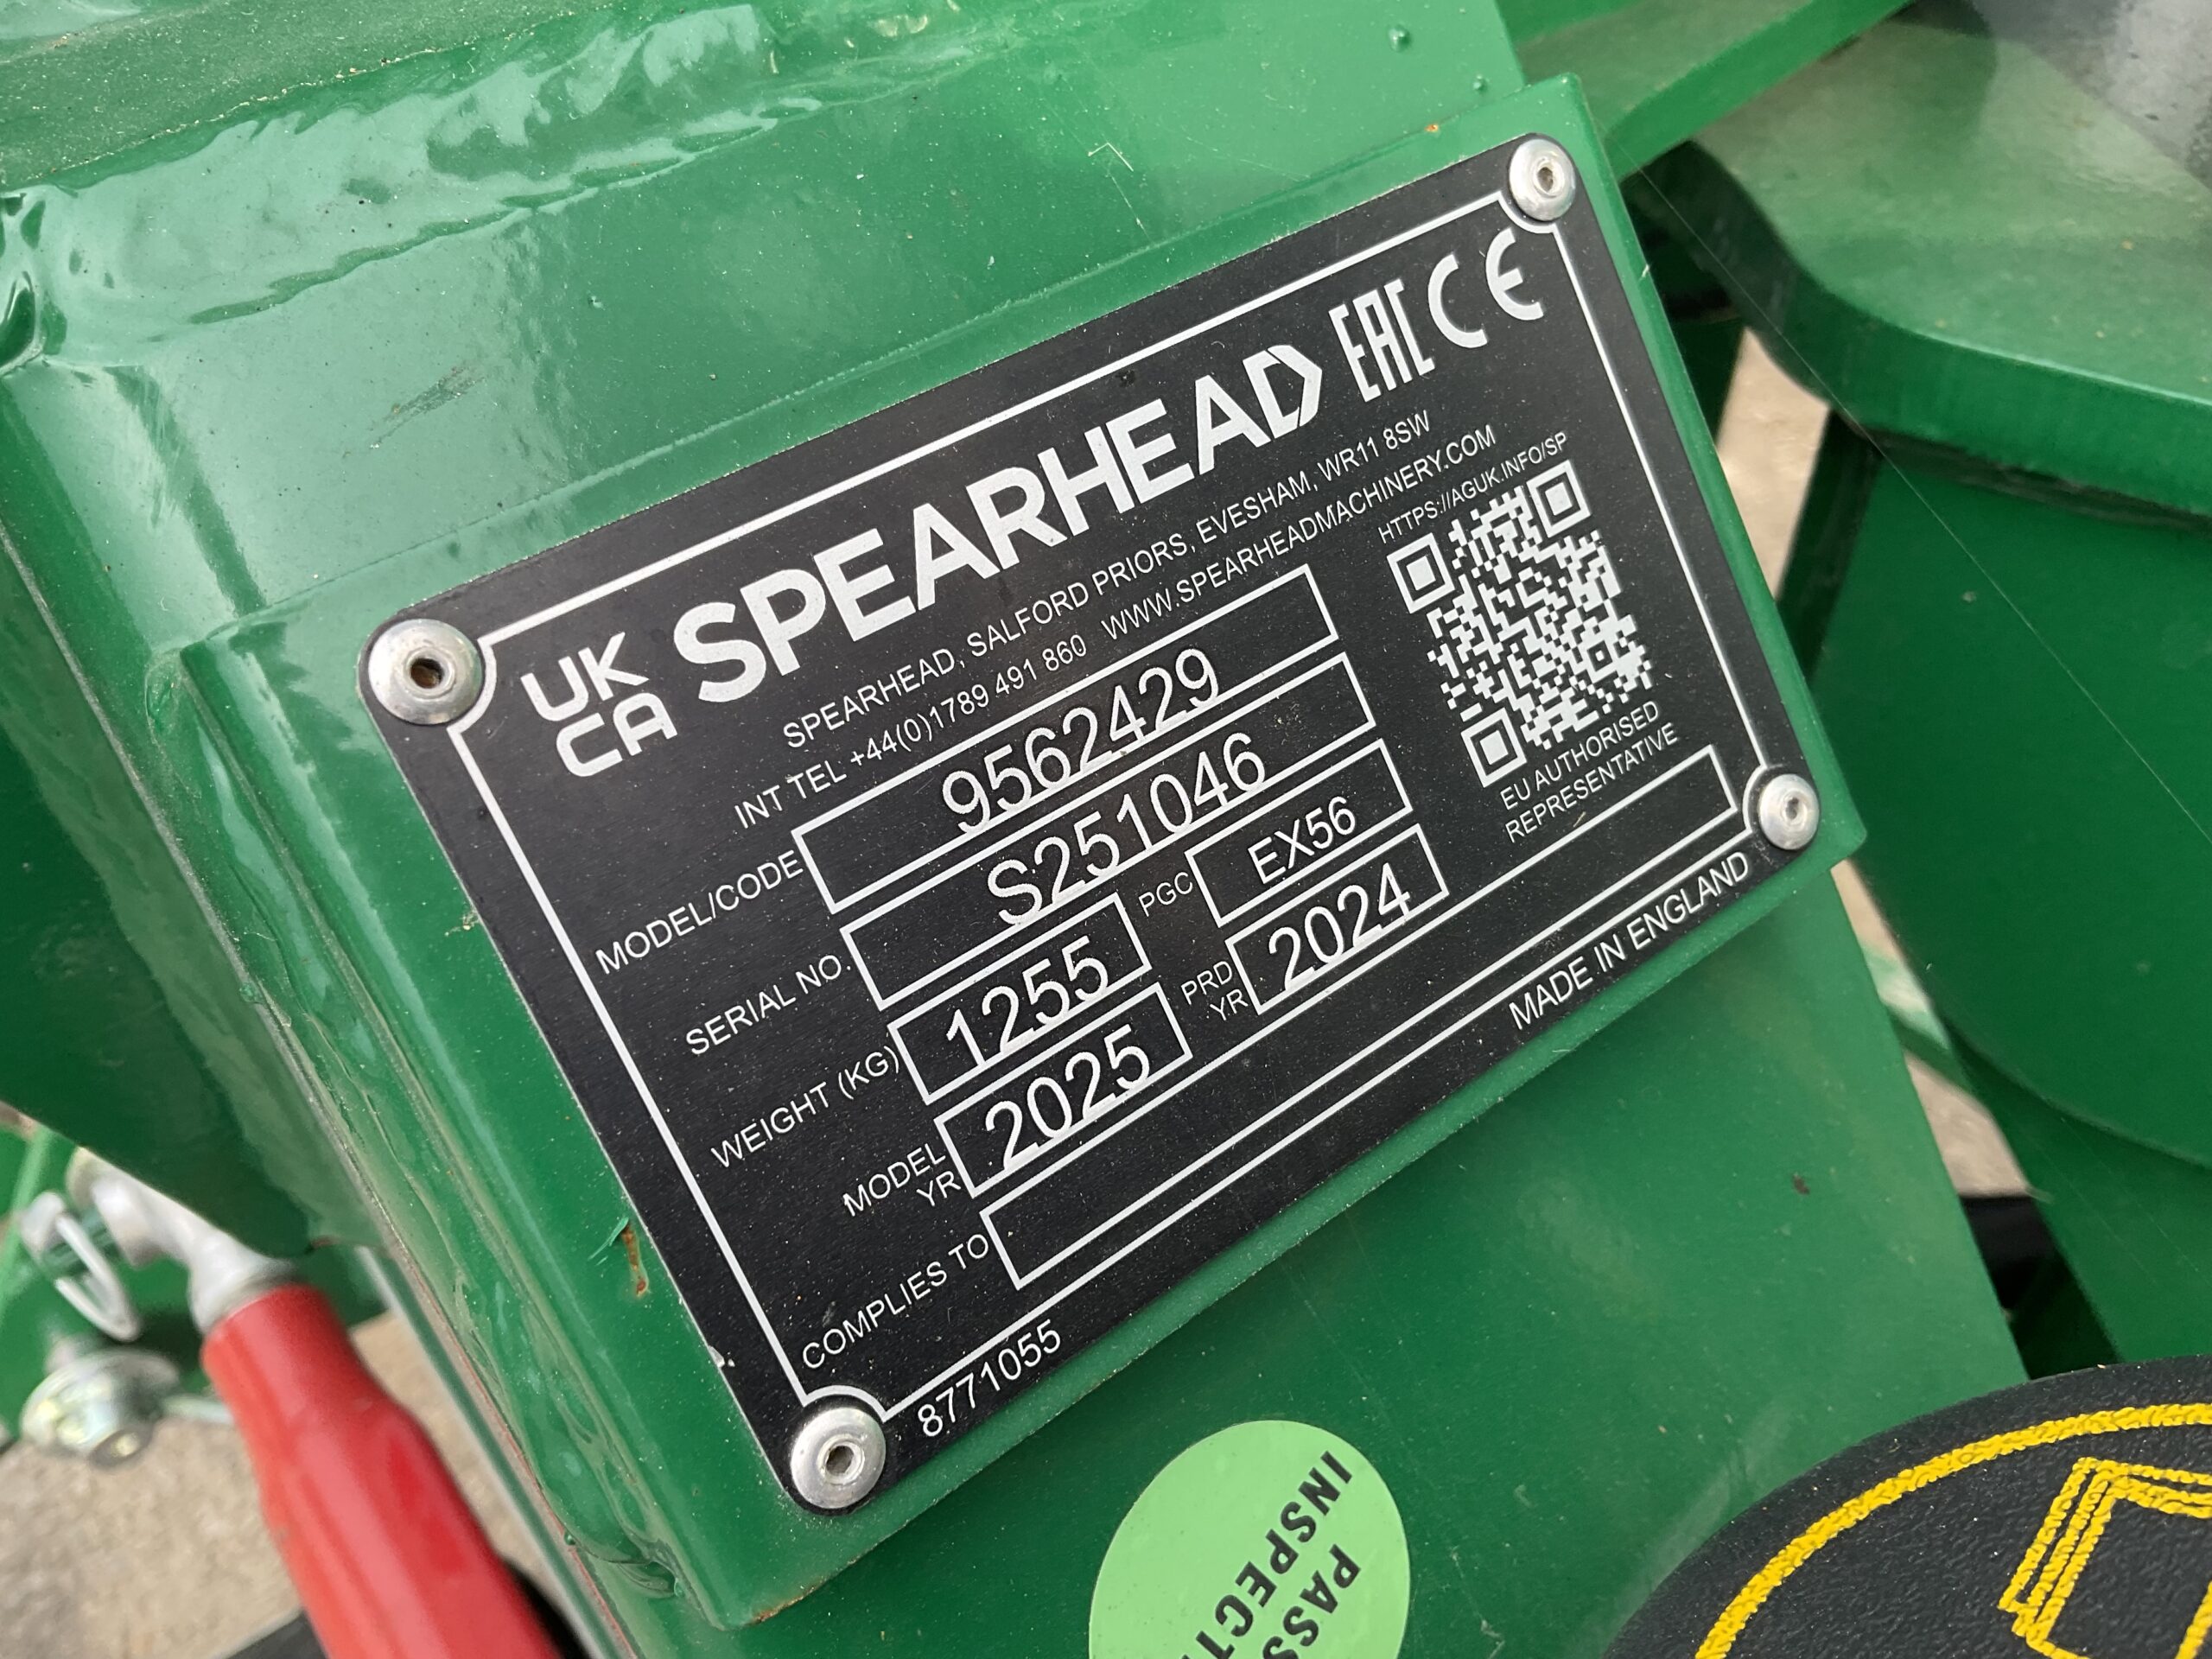 UK
CA
SPEARHEAD EAC CE
SPEARHEAD, SALFORD PRIORS, EVESHAM, WR11 8SW
INT TEL +44(0)1789 491 860 WWW.SPEARHEADMACHINERY.COM
HTTPS://AGUK.INFO/SP
MODEL/CODE 9562429
SERIAL NO. S251046
WEIGHT (KG) 1255 PGC EX56
MODEL YR 2025 PRD YR 2024
EU AUTHORISED
REPRESENTATIVE
COMPLIES TO
8771055 MADE IN ENGLAND